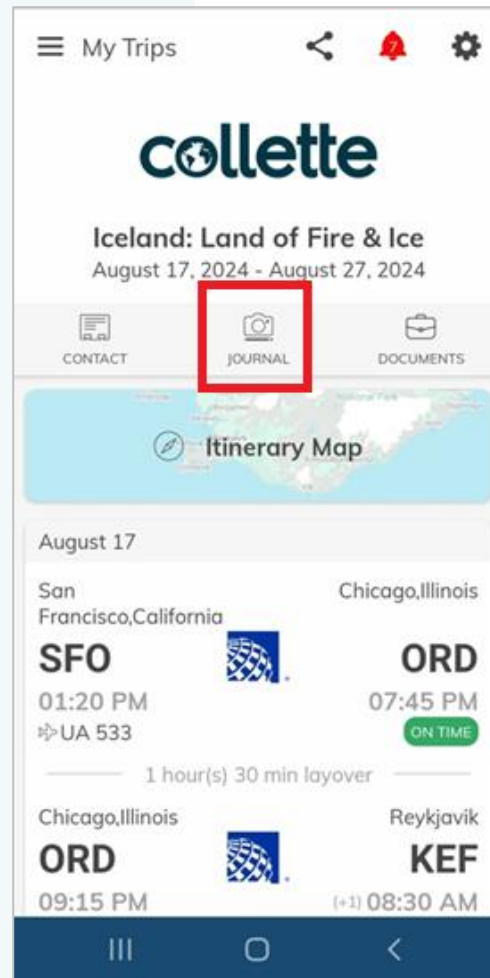 My Trips
7
collette
Iceland: Land of Fire & Ice
August 17, 2024 - August 27, 2024
CONTACT
JOURNAL
DOCUMENTS
Itinerary Map
August 17
San
Francisco,California
Chicago,Illinois
SFO
ORD
01:20 PM
07:45 PM
UA 533
ON TIME
1 hour(s) 30 min layover
Chicago,Illinois
Reykjavik
ORD
KEF
09:15 PM
(+1) 08:30 AM